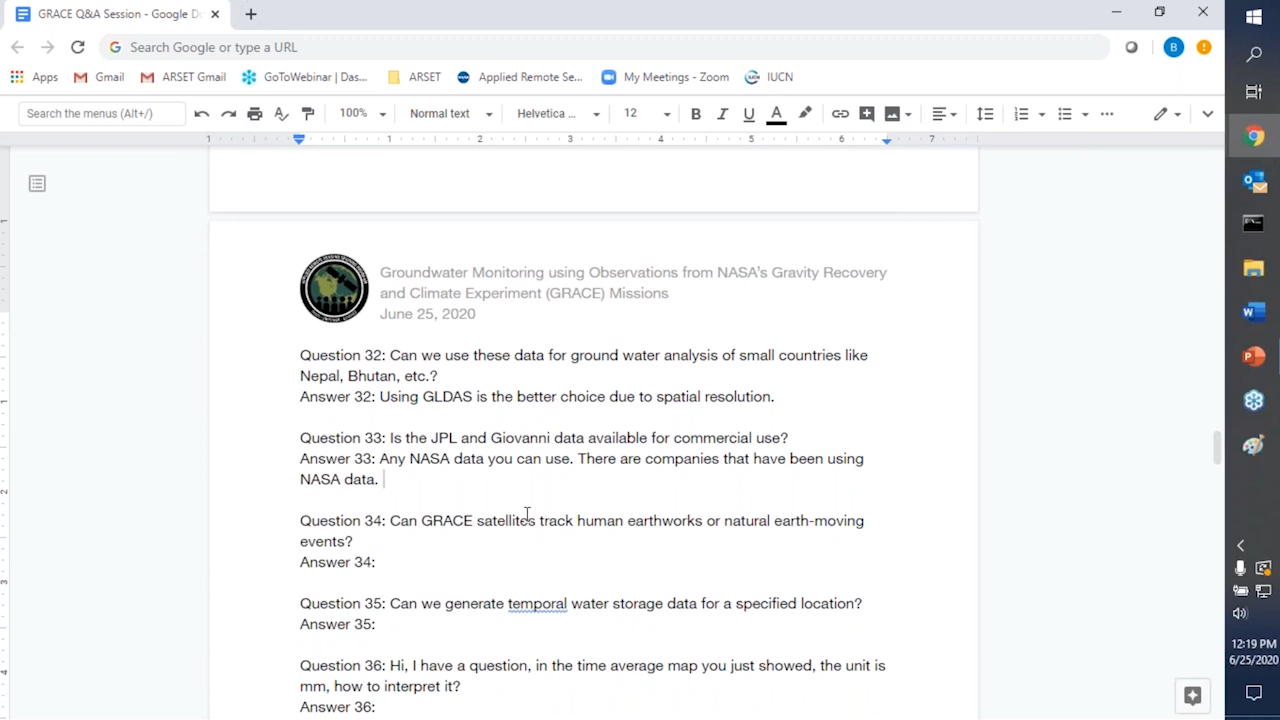 GRACE Q&A Session - Google Do
Search Google or type a URL
B
Apps
Gmail
ARSET Gmail
GoToWebinar | Das...
ARSET
Applied Remote Se...
My Meetings - Zoom
IUCN
Search the menus (Alt+/)
100%
Normal text
Helvetica ...
12
B I U A
1 1 2 3 4 5 6 7
Groundwater Monitoring using Observations from NASA's Gravity Recovery
and Climate Experiment (GRACE) Missions
June 25, 2020
Question 32: Can we use these data for ground water analysis of small countries like
Nepal, Bhutan, etc.?
Answer 32: Using GLDAS is the better choice due to spatial resolution.
Question 33: Is the JPL and Giovanni data available for commercial use?
Answer 33: Any NASA data you can use. There are companies that have been using
NASA data.
Question 34: Can GRACE satellites track human earthworks or natural earth-moving
events?
Answer 34:
Question 35: Can we generate temporal water storage data for a specified location?
Answer 35:
Question 36: Hi, I have a question, in the time average map you just showed, the unit is
mm, how to interpret it?
Answer 36:
12:19 PM
6/25/2020